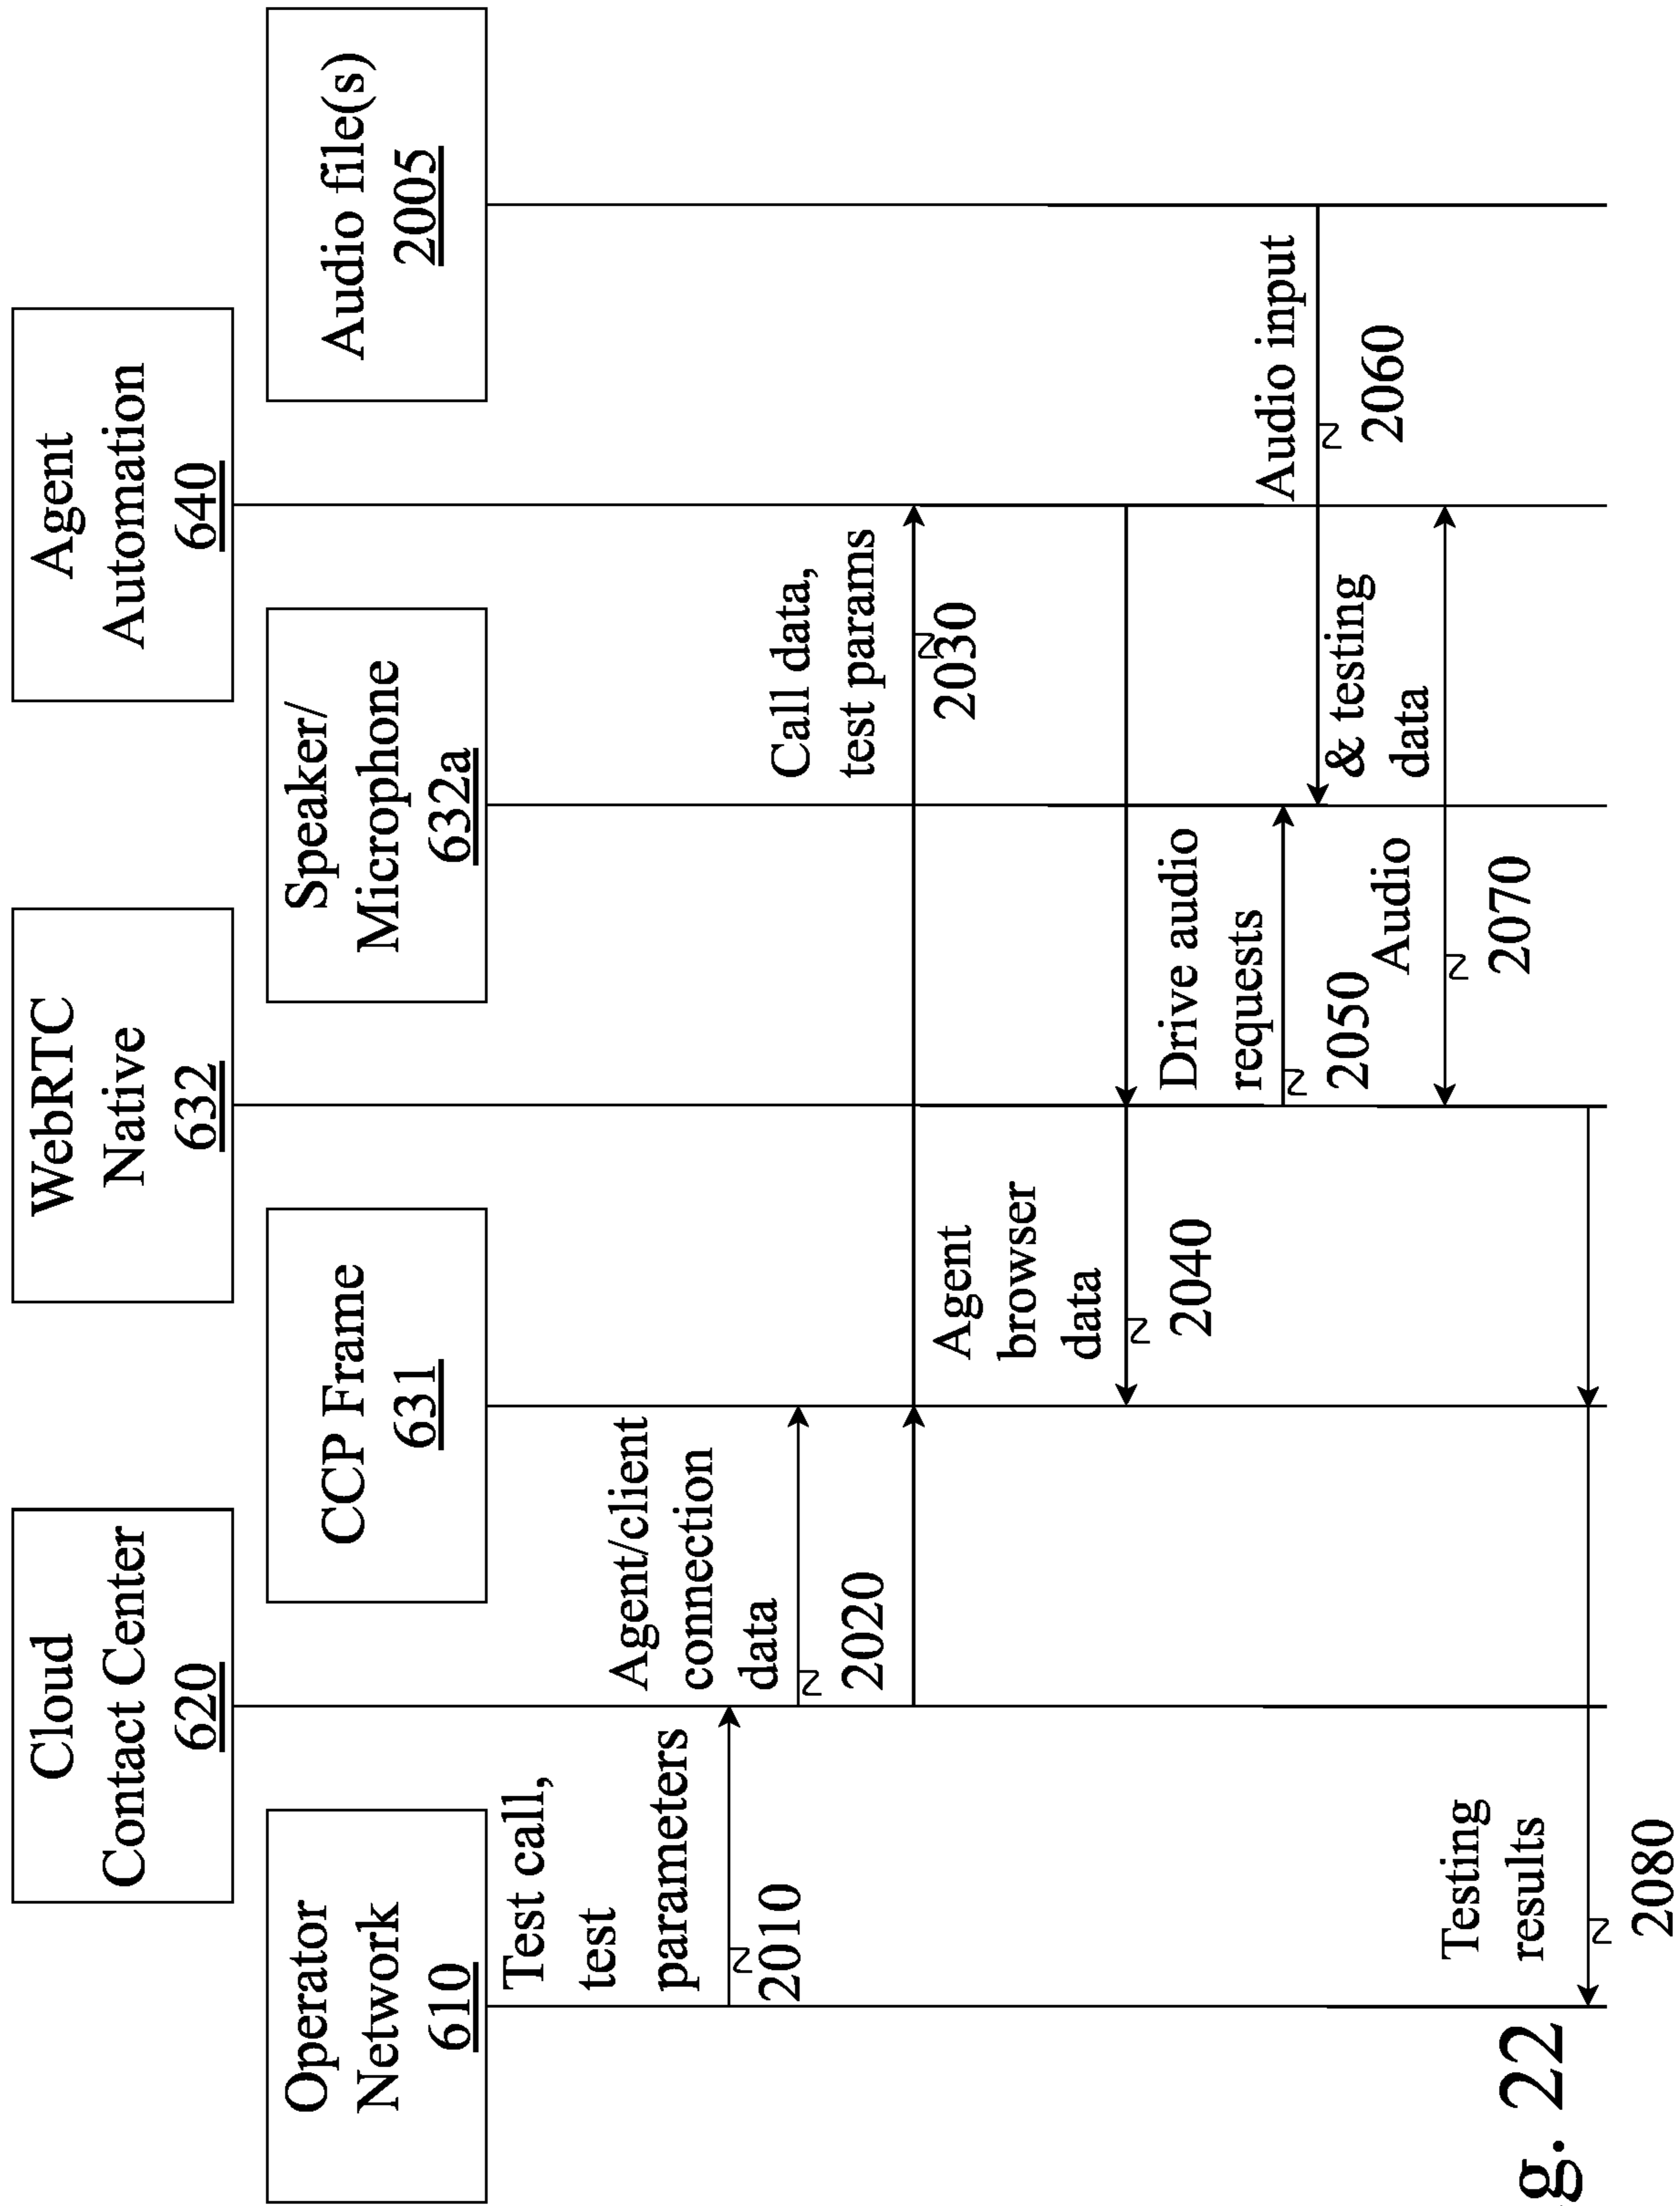 Cloud
Contact Center
620
WebRTC
Native
632
Agent
Automation
640
Operator
Network
610
CCP Frame
631
Speaker/
Microphone
632a
Audio file(s)
2005
Test call,
test
parameters
2010
Agent/client
connection
data
2020
Call data,
test params
2030
Agent
browser
data
2040
Drive audio
requests
2050
Audio input
2060
Audio
& testing
data
2070
Testing
results
2080
g. 22